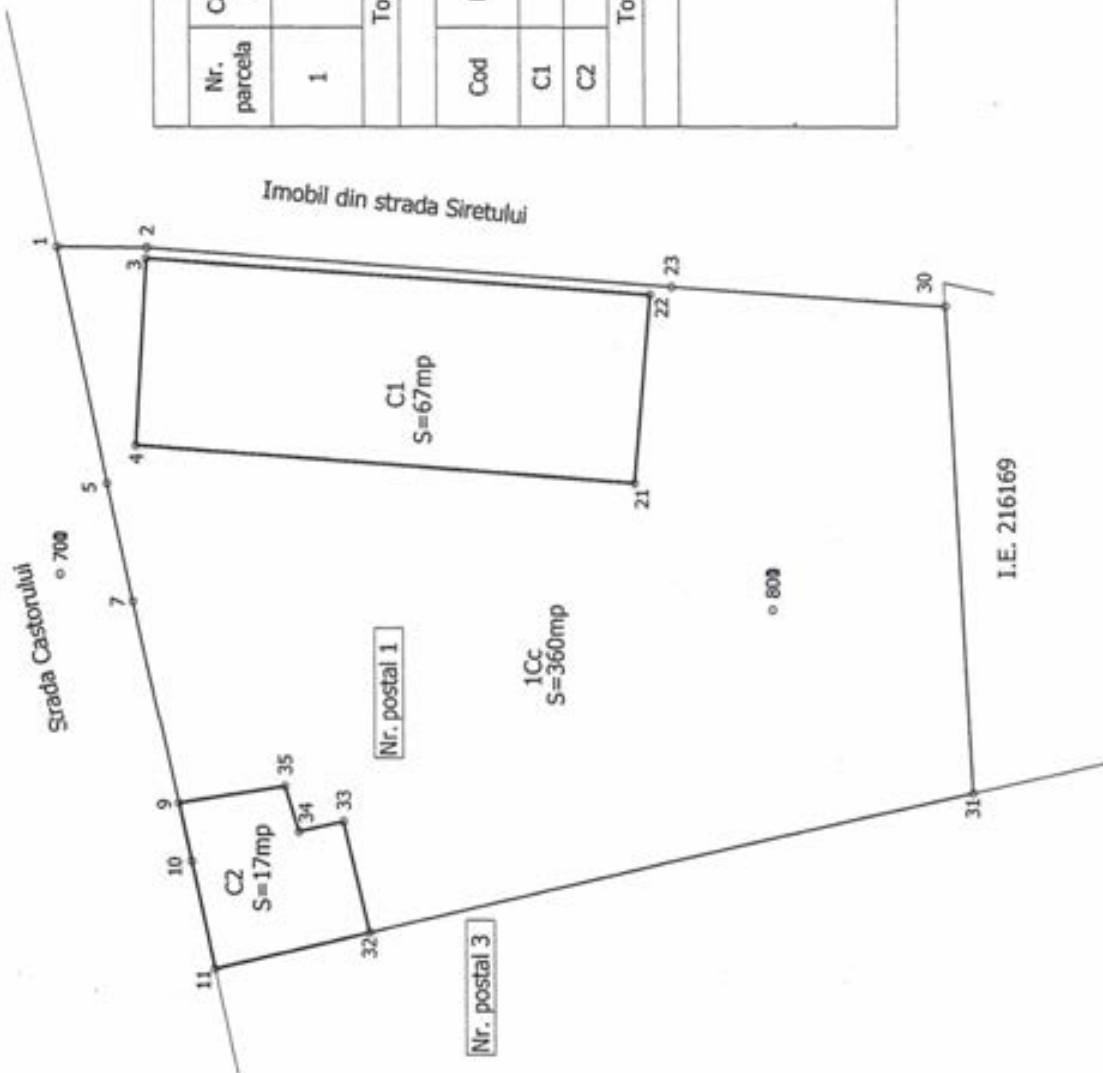 Strada Castorului
700
1
2
3
4
5
7
9
10
11
C1
S=67mp
Imobil din strada Siretului
23
22
21
30
C2
S=17mp
35
34
33
32
Nr. postal 1
Nr. postal 3
1Cc
S=360mp
800
31
I.E. 216169
Nr.
parcela
1
Cod
C1
C2